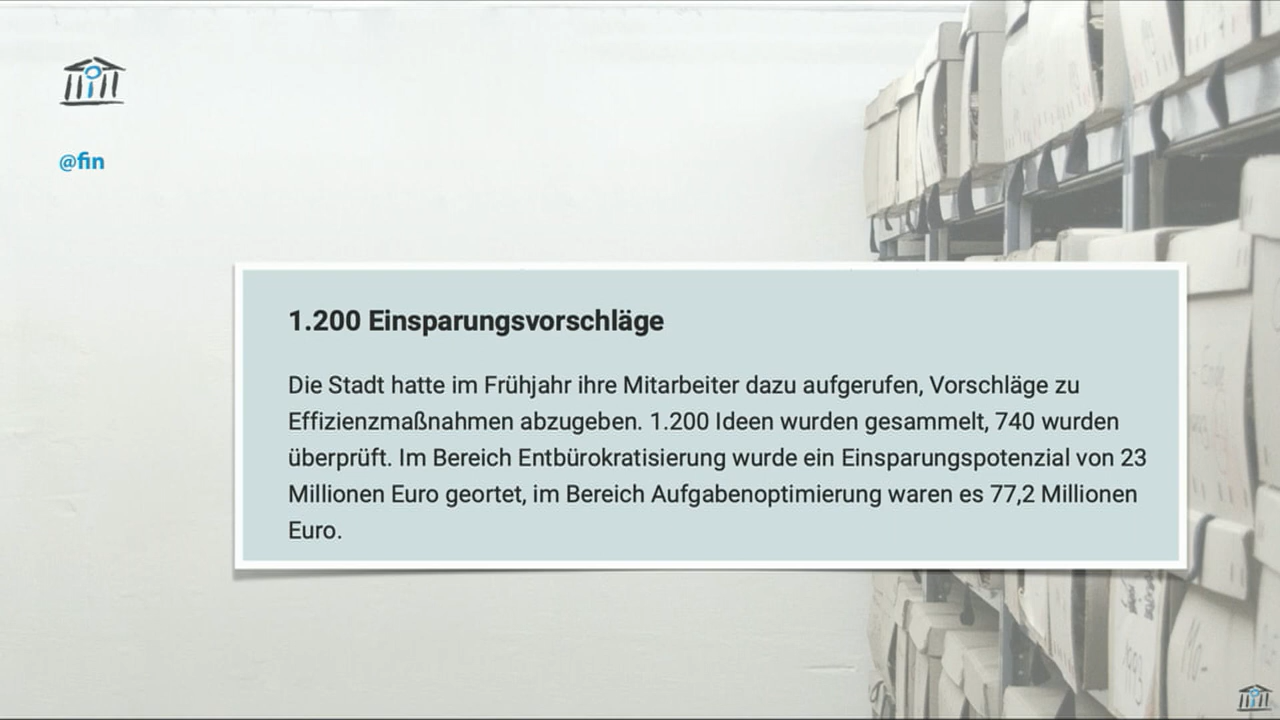 @fin
1.200 Einsparungsvorschläge
Die Stadt hatte im Frühjahr ihre Mitarbeiter dazu aufgerufen, Vorschläge zu
Effizienzmaßnahmen abzugeben. 1.200 Ideen wurden gesammelt, 740 wurden
überprüft. Im Bereich Entbürokratisierung wurde ein Einsparungspotenzial von 23
Millionen Euro geortet, im Bereich Aufgabenoptimierung waren es 77,2 Millionen
Euro.